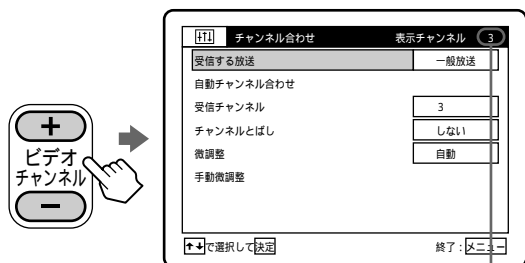 +
ビデオ
チャンネル
−
チャンネル合わせ 表示チャンネル 3
受信する放送 一般放送
自動チャンネル合わせ
受信チャンネル 3
チャンネルとばし しない
微調整 自動
手動微調整
↑↓で選択して決定 終了:メニュー